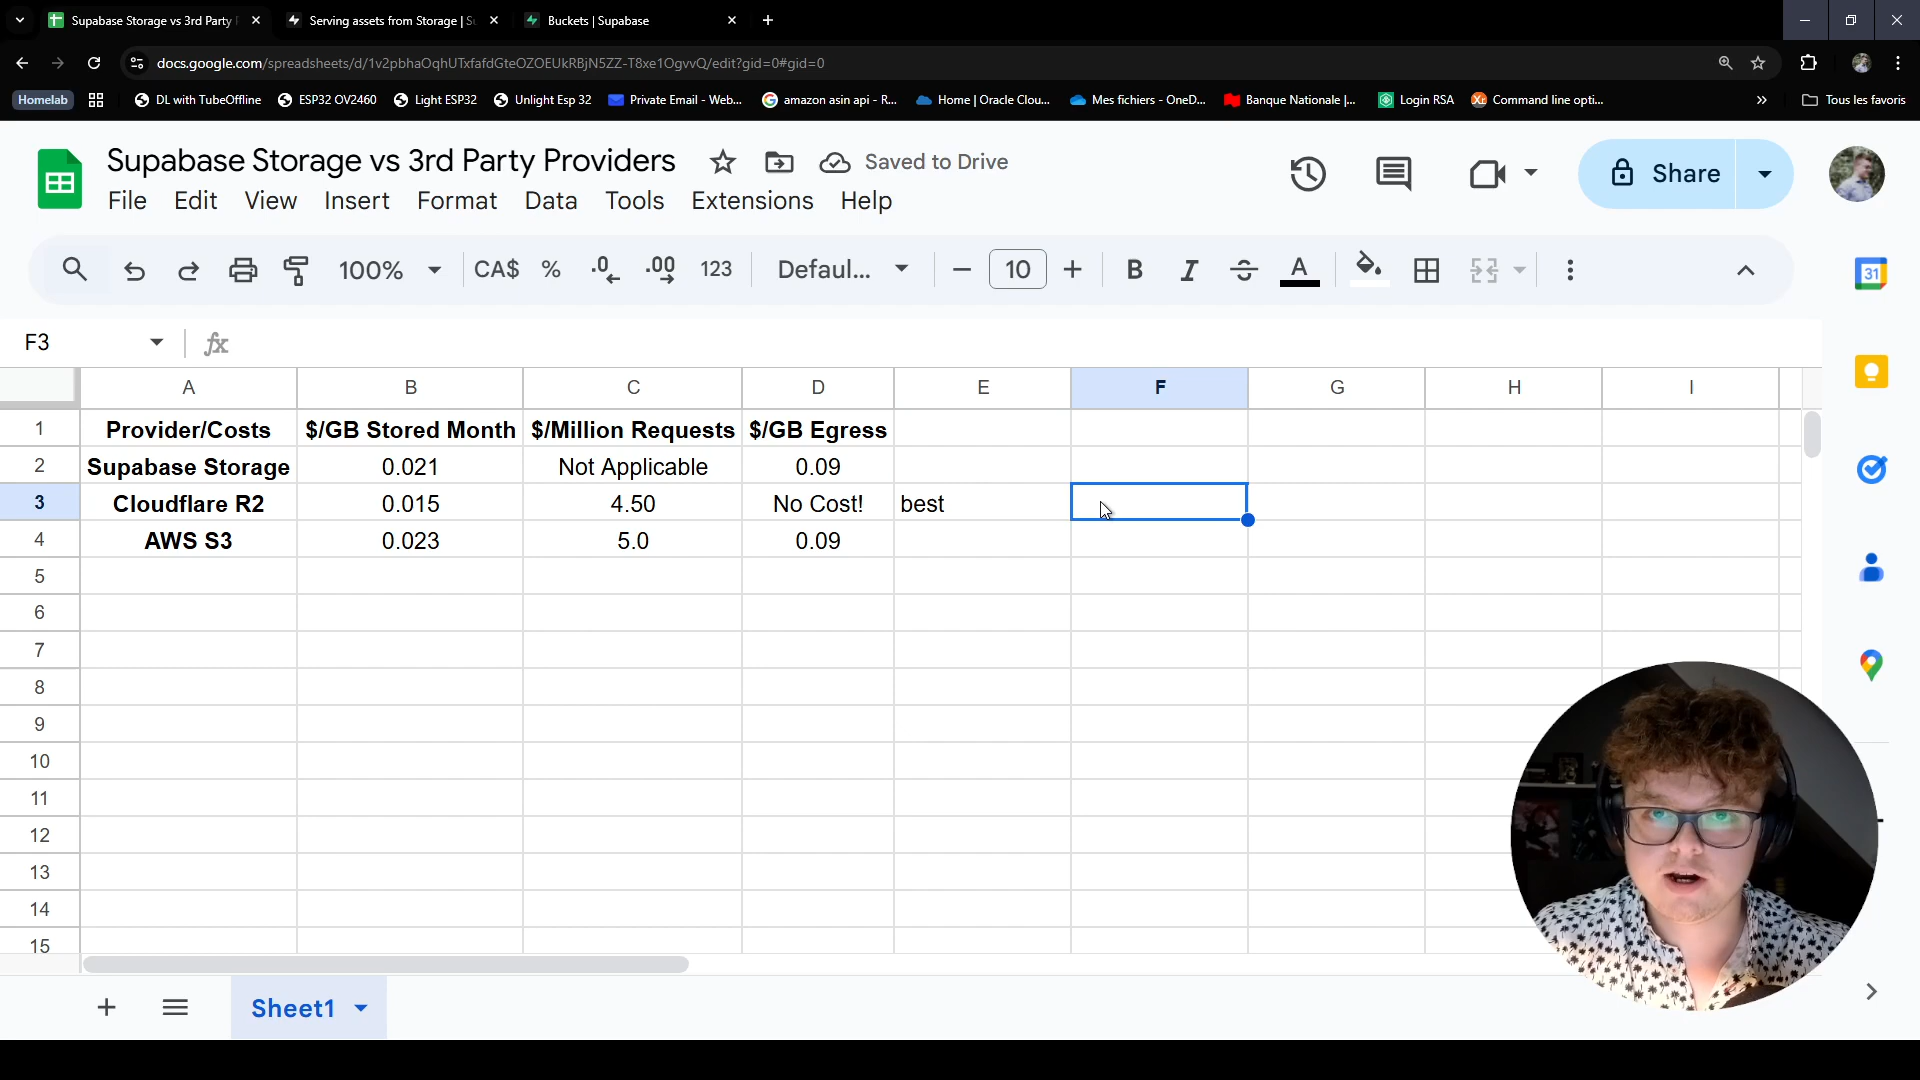 Supabase Storage vs 3rd Party
Serving assets from Storage | Su
Buckets | Supabase
docs.google.com/spreadsheets/d/1v2pbhaOqhUTxfafdGteOZOEUkRBjN5ZZ-T8xe1OgvvQ/edit?gid=0#gid=0
Homelab
DL with TubeOffline
ESP32 OV2460
Light ESP32
Unlight Esp 32
Private Email - Web...
amazon asin api - R...
Home | Oracle Clou...
Mes fichiers - OneD...
Banque Nationale |...
Login RSA
Command line opti...
»
Tous les favoris
Supabase Storage vs 3rd Party Providers
Saved to Drive
Share
File Edit View Insert Format Data Tools Extensions Help
100% CA$ % .0 .00 123 Defaul... — 10 + B I S A
31
F3 fx
A B C D E F G H I
1 Provider/Costs $/GB Stored Month $/Million Requests $/GB Egress
2 Supabase Storage 0.021 Not Applicable 0.09
3 Cloudflare R2 0.015 4.50 No Cost! best
4 AWS S3 0.023 5.0 0.09
5
6
7
8
9
10
11
12
13
14
15
Sheet1